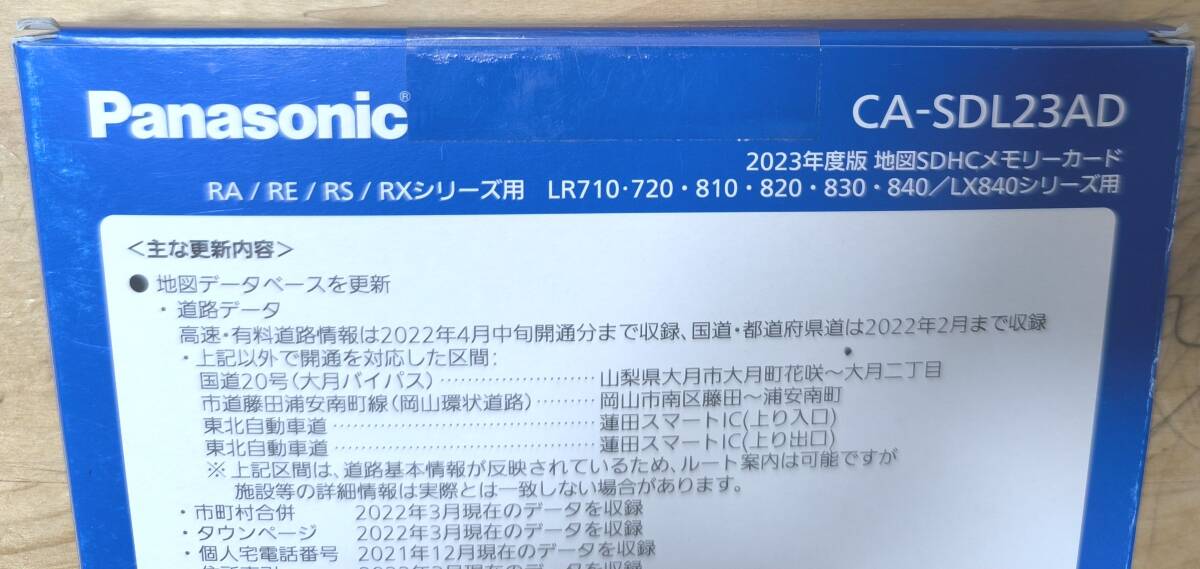 Panasonic®
CA-SDL23AD
2023年度版 地図SDHCメモリーカード
RA / RE / RS / RXシリーズ用 LR710・720・810・820・830・840／LX840シリーズ用
＜主な更新内容＞
● 地図データベースを更新
・道路データ
高速・有料道路情報は2022年4月中旬開通分まで収録、国道・都道府県道は2022年2月まで収録
・上記以外で開通を対応した区間:
国道20号(大月バイパス)……………………山梨県大月市大月町花咲〜大月二丁目
市道藤田浦安南町線(岡山環状道路)………岡山市南区藤田〜浦安南町
東北自動車道……………………………………蓮田スマートIC(上り入口)
東北自動車道……………………………………蓮田スマートIC(上り出口)
※上記区間は、道路基本情報が反映されているため、ルート案内は可能ですが
施設等の詳細情報は実際とは一致しない場合があります。
・市町村合併 2022年3月現在のデータを収録
・タウンページ 2022年3月現在のデータを収録
・個人宅電話番号 2021年12月現在のデータを収録